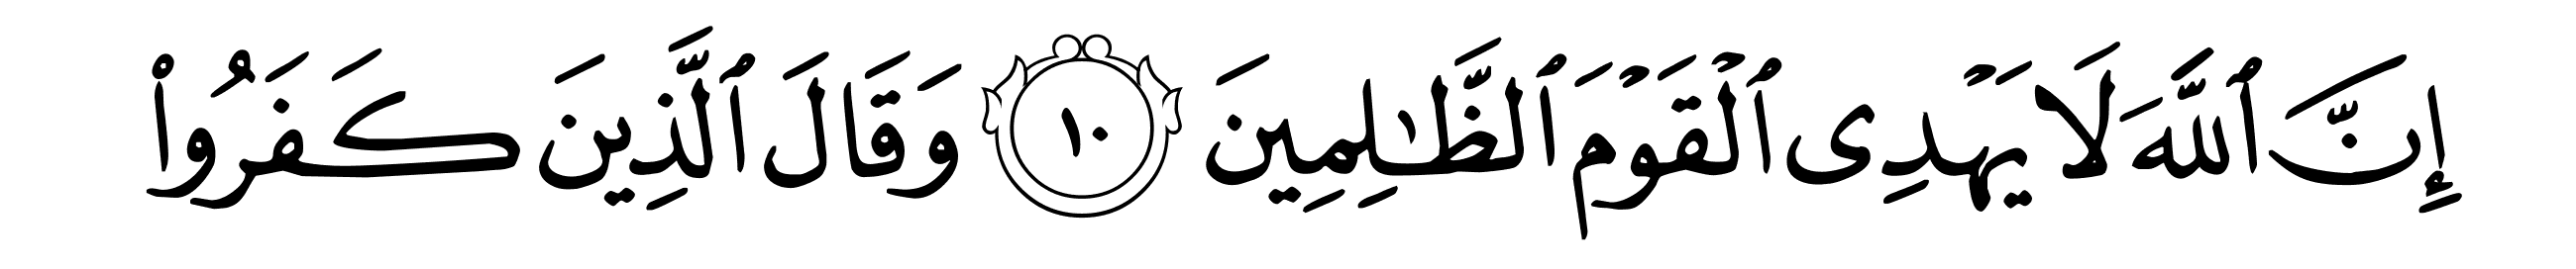 إِنَّ ٱللَّهَ لَا يَهۡدِى ٱلۡقَوۡمَ ٱلظَّـٰلِمِينَ ١٠ وَقَالَ ٱلَّذِينَ كَفَرُواْ